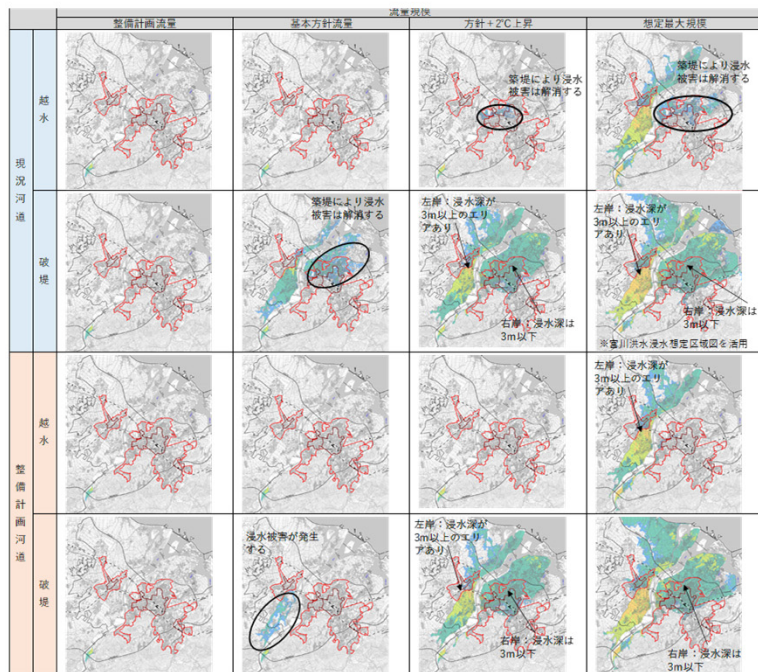 流量規模
整備計画流量
基本方針流量
方針＋2℃上昇
想定最大規模
現況河道
越水
築堤により浸水
被害は解消する
築堤により浸水
被害は解消する
破堤
築堤により浸水
被害は解消する
左岸：浸水深が
3m以上のエリ
アあり
右岸：浸水深は
3m以下
左岸：浸水深が
3m以上のエリ
アあり
右岸：浸水深は
3m以下
※宮川洪水浸水想定区域図を活用
整備計画河道
越水
左岸：浸水深が
3m以上のエリ
アあり
破堤
浸水被害が発生
する
左岸：浸水深が
3m以上のエリ
アあり
右岸：浸水深は
3m以下
右岸：浸水深は
3m以下